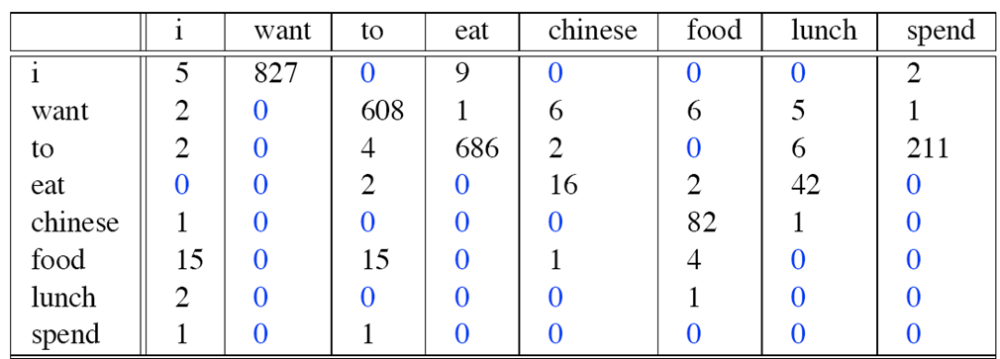 i want to eat chinese food lunch spend
i 5 827 0 9 0 0 0 2
want 2 0 608 1 6 6 5 1
to 2 0 4 686 2 0 6 211
eat 0 0 2 0 16 2 42 0
chinese 1 0 0 0 0 82 1 0
food 15 0 15 0 1 4 0 0
lunch 2 0 0 0 0 1 0 0
spend 1 0 1 0 0 0 0 0